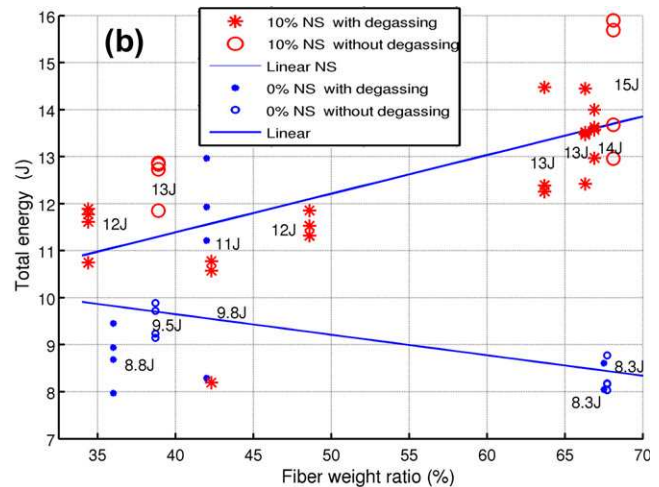 (b)
10% NS with degassing
10% NS without degassing
Linear NS
0% NS with degassing
0% NS without degassing
Linear
Total energy (J)
16
15
14
13
12
11
10
9
8
7
15J
14J
13J
13J
13J
12J
12J
11J
9.8J
9.5J
8.8J
8.3J
8.3J
35
40
45
50
55
60
65
70
Fiber weight ratio (%)